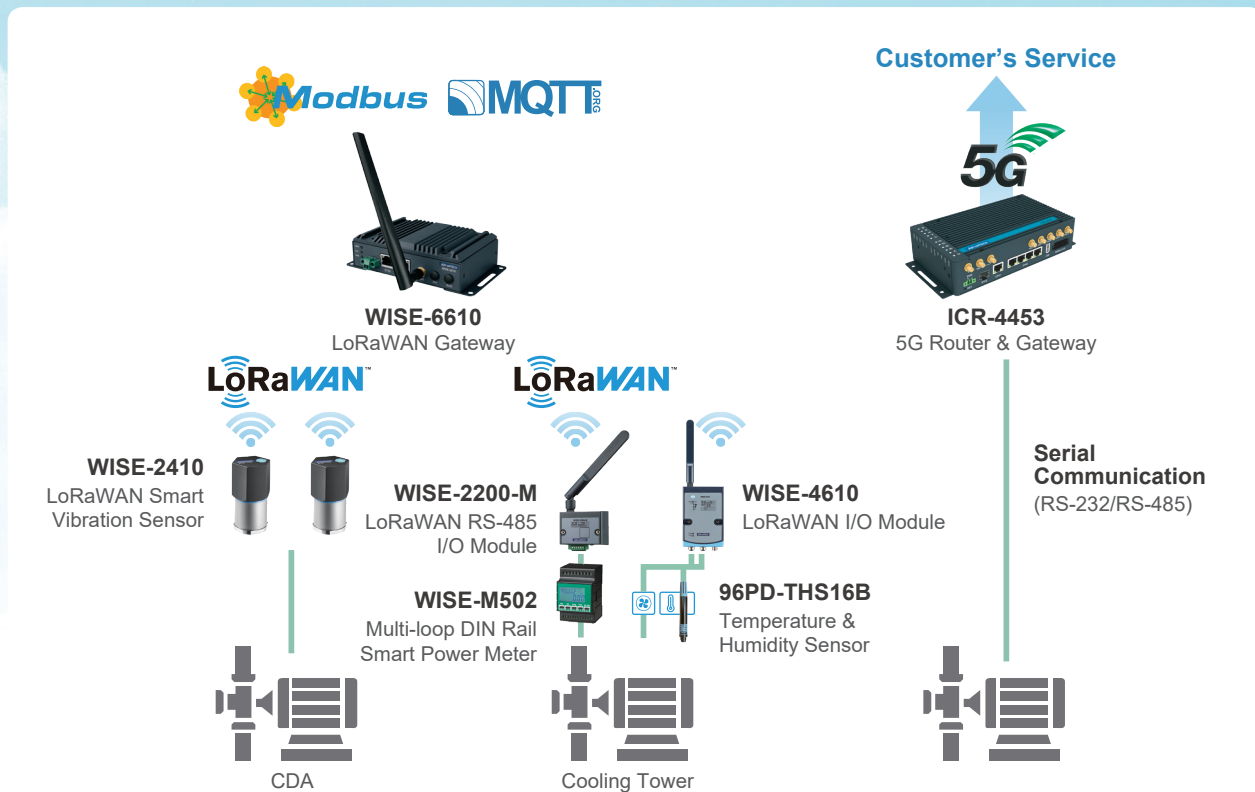 Modbus
MQTT
.ORG
Customer's Service
5G
WISE-6610
LoRaWAN Gateway
ICR-4453
5G Router & Gateway
LoRaWAN™
LoRaWAN™
WISE-2410
LoRaWAN Smart
Vibration Sensor
WISE-2200-M
LoRaWAN RS-485
I/O Module
WISE-4610
LoRaWAN I/O Module
Serial
Communication
(RS-232/RS-485)
WISE-M502
Multi-loop DIN Rail
Smart Power Meter
96PD-THS16B
Temperature &
Humidity Sensor
CDA
Cooling Tower